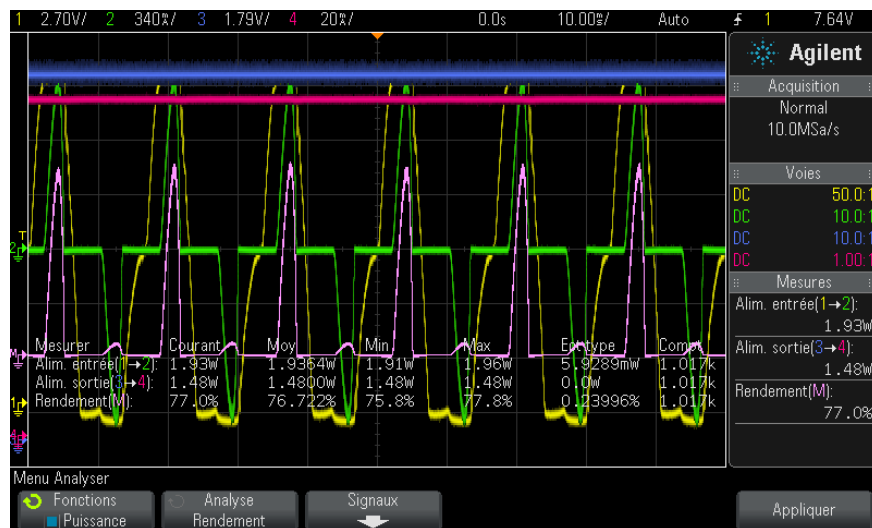 1 2.70V/ 2 340%/ 3 1.79V/ 4 20%/ 0.0s 10.00%/ Auto 1 7.64V
Agilent
Acquisition
Normal
10.0MSa/s
Voies
DC 50.0:1
DC 10.0:1
DC 10.0:1
DC 1.00:1
Mesures
Alim. entrée(1→2):
1.93W
Alim. sortie(3→4):
1.48W
Rendement(M):
77.0%
T
2
M
1
Mesurer Courant Moy Min Max Ecrtype Compt
Alim. entrée(1→2): 1.93W 1.9364W 1.91W 1.96W 5.9289mW 1.017k
Alim. sortie(3→4): 1.48W 1.4800W 1.48W 1.48W 0.0W 1.017k
Rendement(M): 77.0% 76.722% 75.8% 77.8% 0.23996% 1.017k
Menu Analyser
Fonctions
Puissance
Analyse
Rendement
Signaux
Appliquer